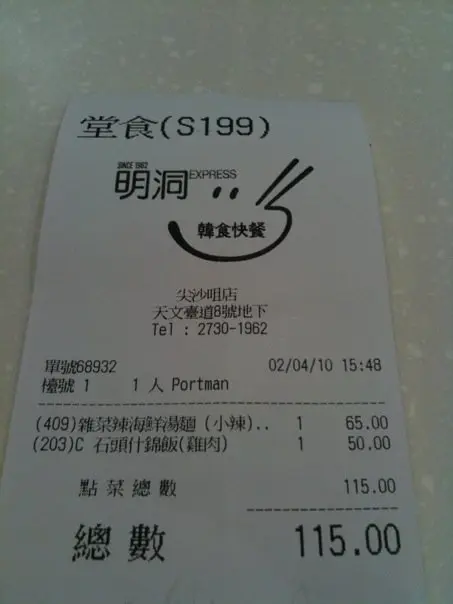 堂食(S199)
SINCE 1962
明洞EXPRESS
韓食快餐
尖沙咀店
天文臺道8號地下
Tel : 2730-1962
單號68932 02/04/10 15:48
檯號 1 1 人 Portman
(409)雜菜辣海鮮湯麵 (小辣).. 1 65.00
(203)C 石頭什錦飯(雞肉) 1 50.00
點菜總數 115.00
總數 115.00